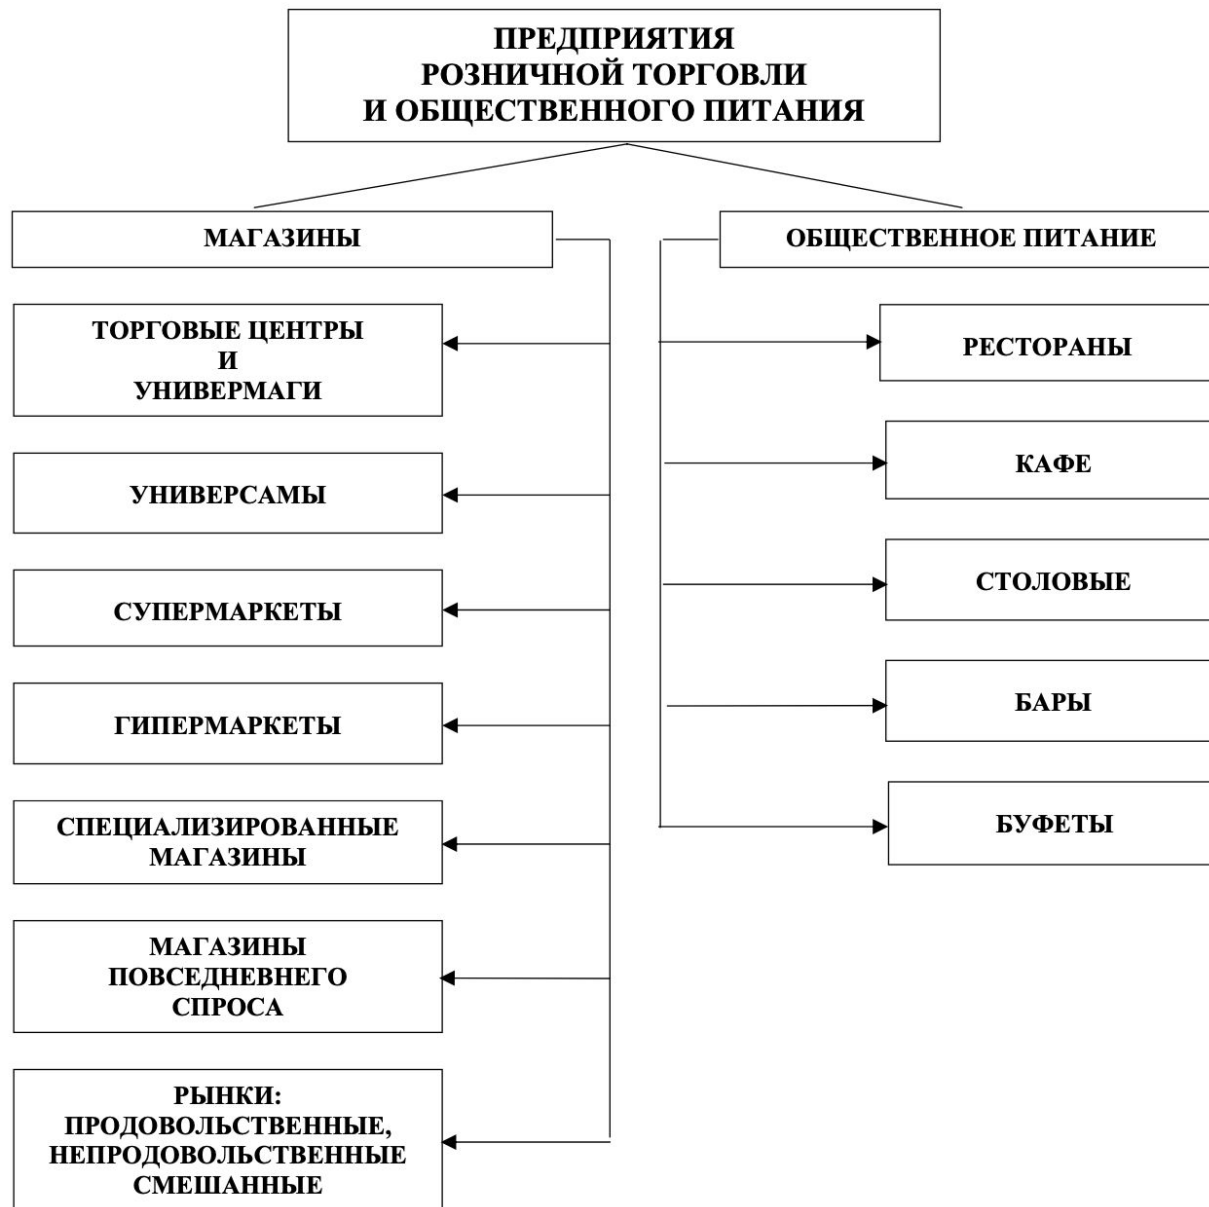 ПРЕДПРИЯТИЯ
РОЗНИЧНОЙ ТОРГОВЛИ
И ОБЩЕСТВЕННОГО ПИТАНИЯ
МАГАЗИНЫ
ТОРГОВЫЕ ЦЕНТРЫ
И
УНИВЕРМАГИ
УНИВЕРСАМЫ
СУПЕРМАРКЕТЫ
ГИПЕРМАРКЕТЫ
СПЕЦИАЛИЗИРОВАННЫЕ
МАГАЗИНЫ
МАГАЗИНЫ
ПОВСЕДНЕВНЕГО
СПРОСА
РЫНКИ:
ПРОДОВОЛЬСТВЕННЫЕ,
НЕПРОДОВОЛЬСТВЕННЫЕ
СМЕШАННЫЕ
ОБЩЕСТВЕННОЕ ПИТАНИЕ
РЕСТОРАНЫ
КАФЕ
СТОЛОВЫЕ
БАРЫ
БУФЕТЫ